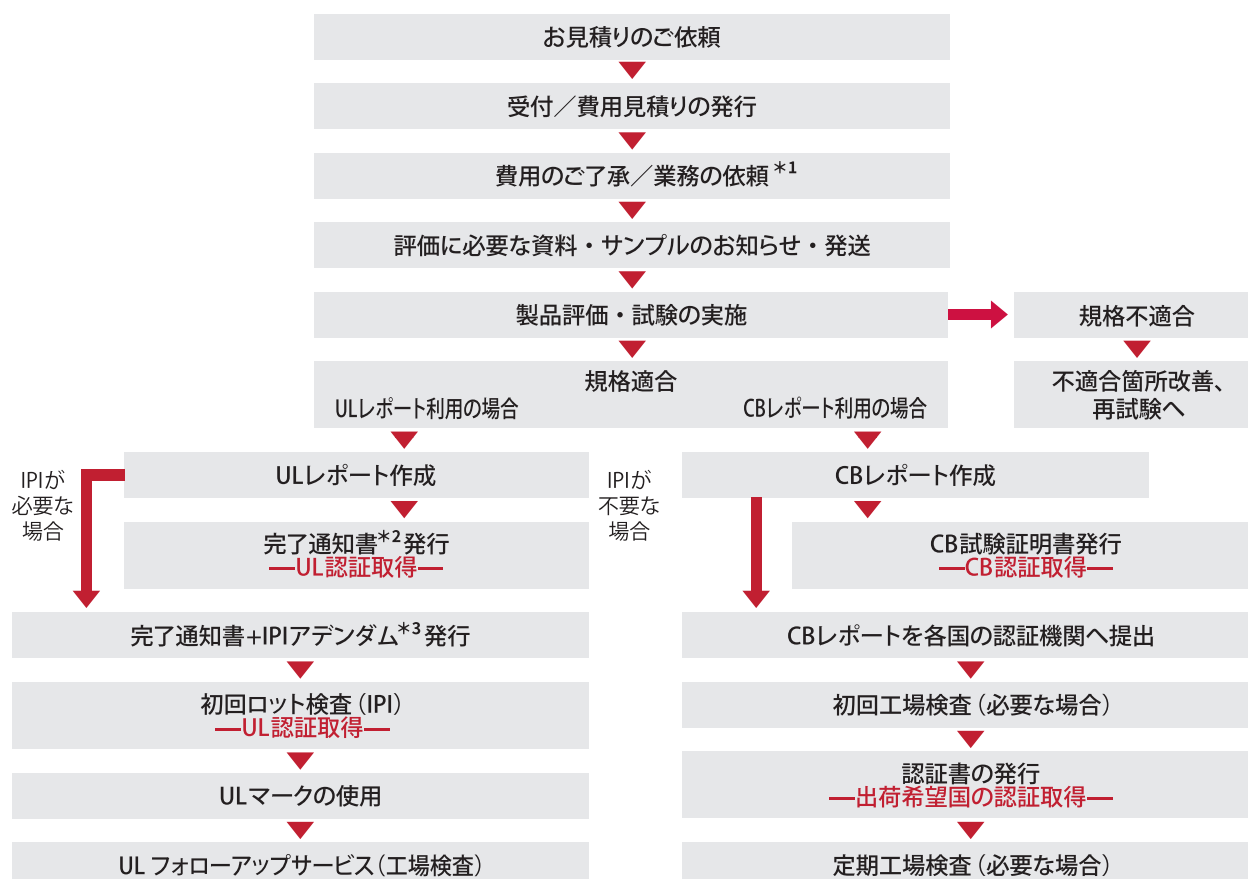 お見積りのご依頼
受付／費用見積りの発行
費用のご了承／業務の依頼＊1
評価に必要な資料・サンプルのお知らせ・発送
製品評価・試験の実施
規格不適合
不適合箇所改善、
再試験へ
規格適合
ULレポート利用の場合
CBレポート利用の場合
IPIが
必要な
場合
ULレポート作成
完了通知書＊2発行
―UL認証取得―
完了通知書+IPIアデンダム＊3発行
初回ロット検査（IPI）
―UL認証取得―
ULマークの使用
UL フォローアップサービス（工場検査）
IPIが
不要な
場合
CBレポート作成
CB試験証明書発行
―CB認証取得―
CBレポートを各国の認証機関へ提出
初回工場検査（必要な場合）
認証書の発行
―出荷希望国の認証取得―
定期工場検査（必要な場合）